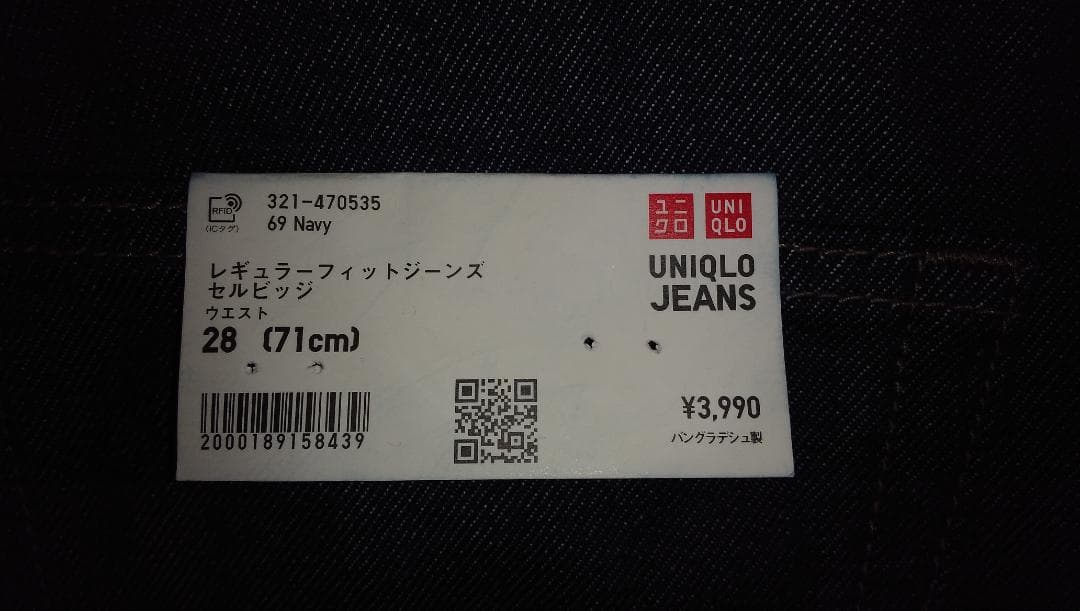 RFID
(ICタグ)
321-470535
69 Navy
レギュラーフィットジーンズ
セルビッジ
ウエスト
28 (71cm)
2000189158439
ユニ
クロ
UNI
QLO
UNIQLO
JEANS
¥3,990
バングラデシュ製